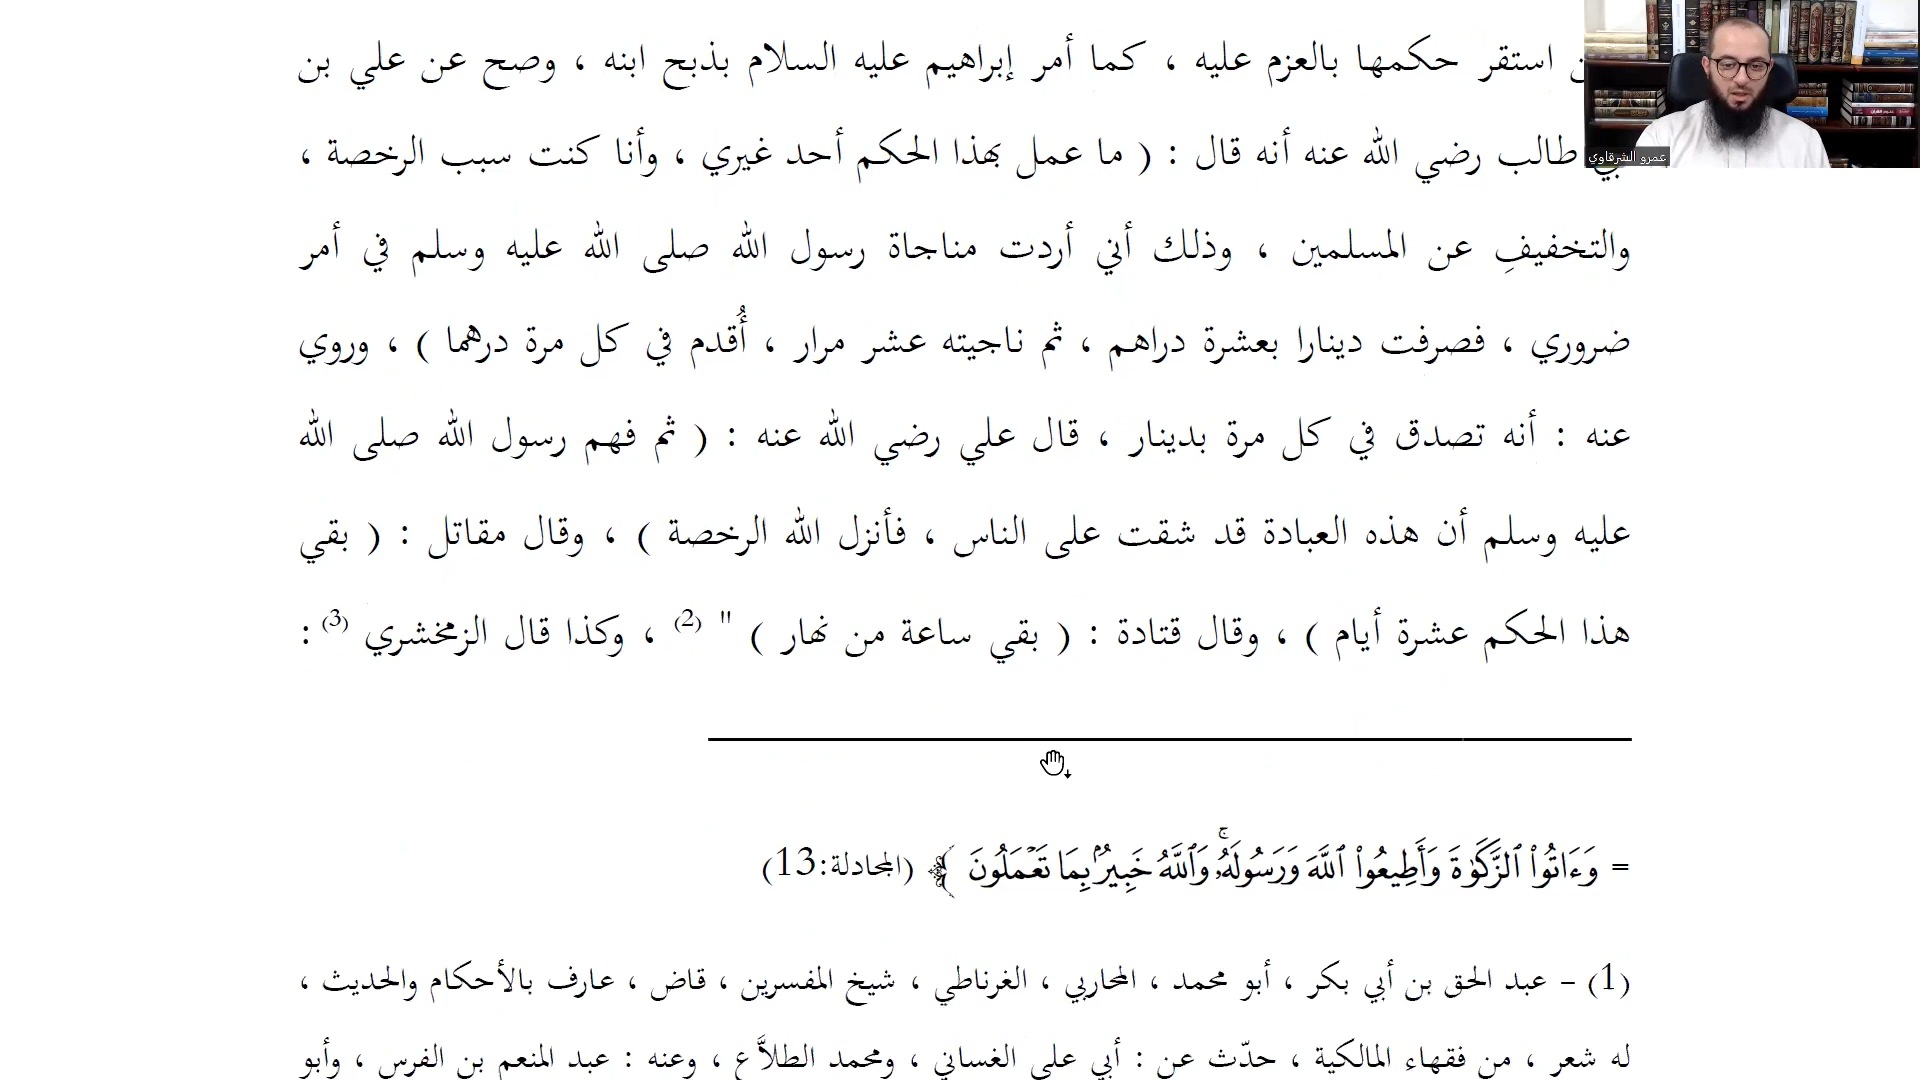 استقر حكمها بالعزم عليه ، كما أمر إبراهيم عليه السلام بذبح ابنه ، وصح عن علي بن
طالب رضي الله عنه أنه قال : ( ما عمل بهذا الحكم أحد غيري ، وأنا كنت سبب الرخصة ،
والتخفيفِ عن المسلمين ، وذلك أني أردت مناجاة رسول الله صلى الله عليه وسلم في أمر
ضروري ، فصرفت دينارا بعشرة دراهم ، ثم ناجيته عشر مرار ، أُقدم في كل مرة درهما ) ، وروي
عنه : أنه تصدق في كل مرة بدينار ، قال علي رضي الله عنه : ( ثم فهم رسول الله صلى الله
عليه وسلم أن هذه العبادة قد شقت على الناس ، فأنزل الله الرخصة ) ، وقال مقاتل : ( بقي
هذا الحكم عشرة أيام ) ، وقال قتادة : ( بقي ساعة من نهار ) " (2) ، وكذا قال الزمخشري (3) :
= وَءَاتُوا۟ ٱلزَّكَوٰةَ وَأَطِيعُوا۟ ٱللَّهَ وَرَسُولَهُۥ ۚ وَٱللَّهُ خَبِيرٌۢ بِمَا تَعْمَلُونَ ﴾ (المجادلة:13)
(1) - عبد الحق بن أبي بكر ، أبو محمد ، المحاربي ، الغرناطي ، شيخ المفسرين ، قاض ، عارف بالأحكام والحديث ،
له شعر ، من فقهاء المالكية ، حدّث عن : أبي على الغساني ، ومحمد الطلاَّع ، وعنه : عبد المنعم بن الفرس ، وأبو
عمرو الشرقاوي